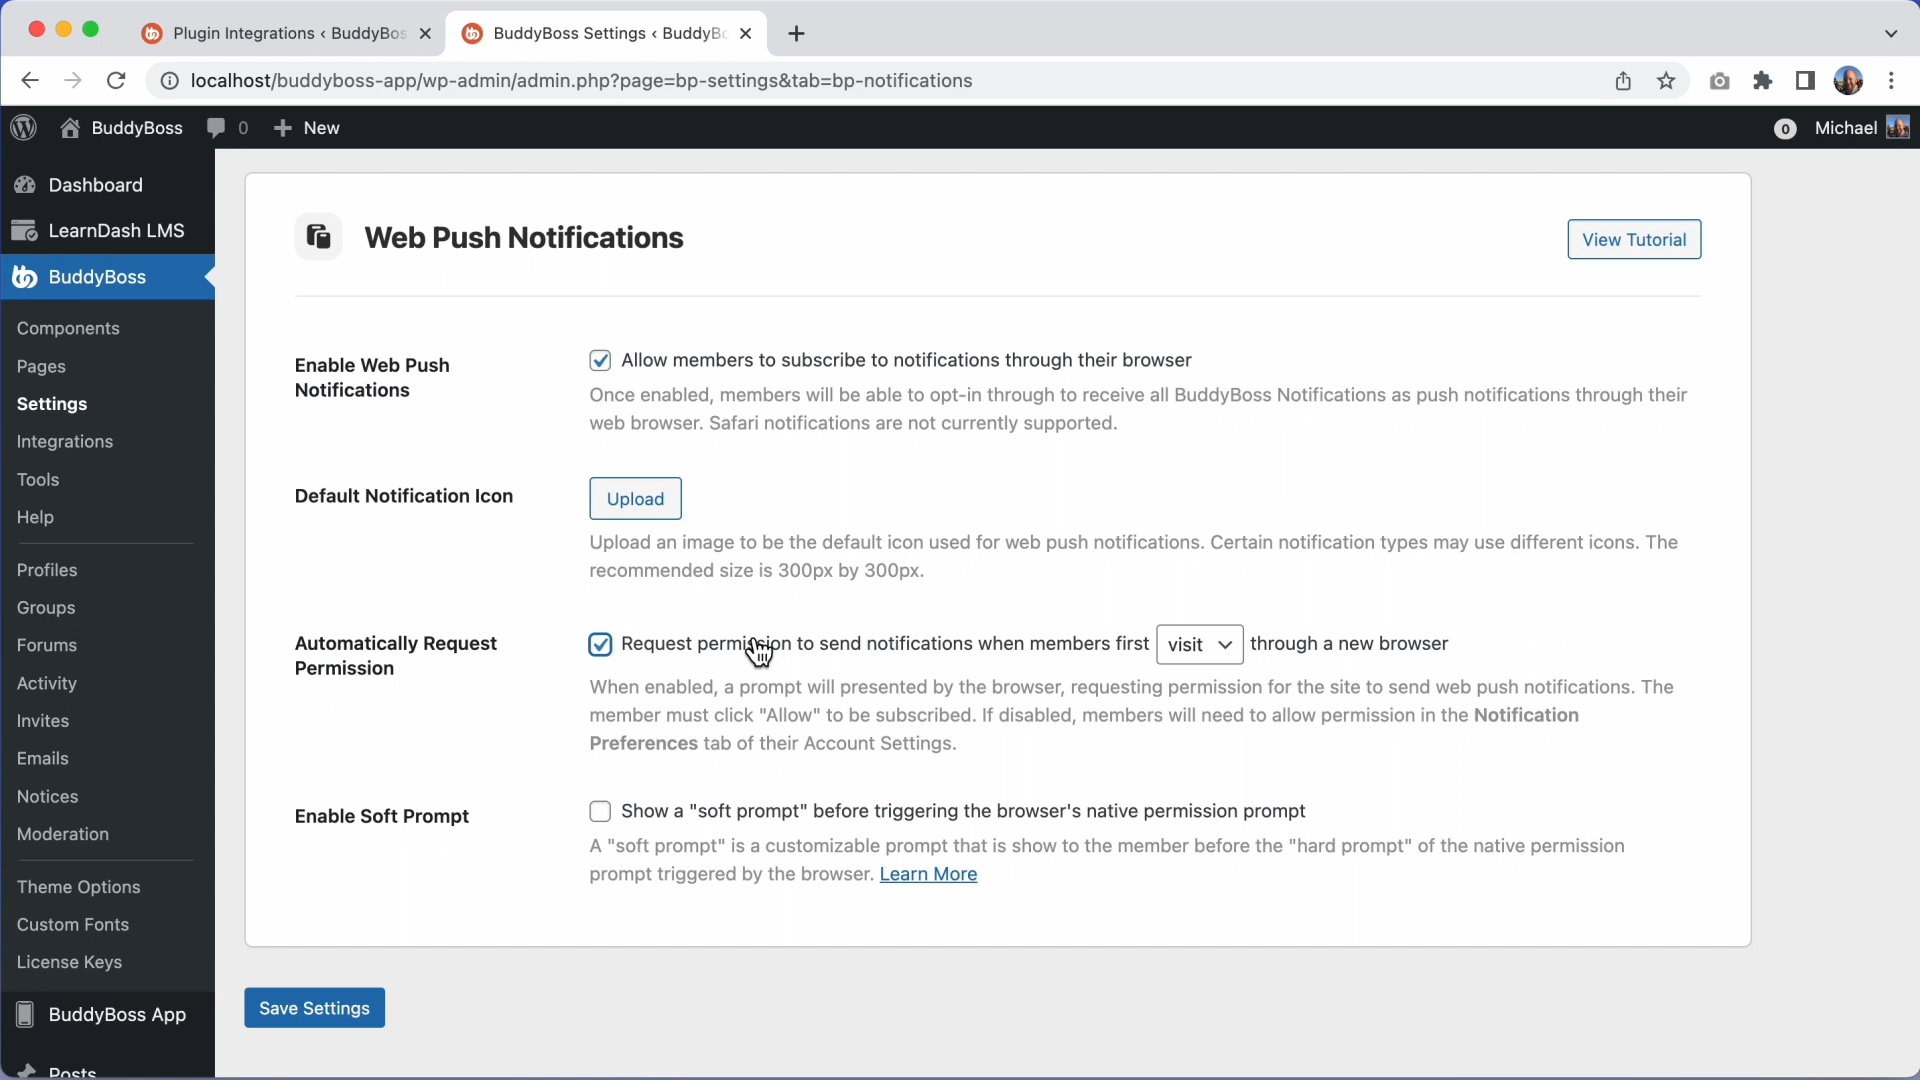 Plugin Integrations ‹ BuddyBos
BuddyBoss Settings ‹ BuddyBo
localhost/buddyboss-app/wp-admin/admin.php?page=bp-settings&tab=bp-notifications
BuddyBoss
0
New
0
Michael
Dashboard
LearnDash LMS
BuddyBoss
Components
Pages
Settings
Integrations
Tools
Help
Profiles
Groups
Forums
Activity
Invites
Emails
Notices
Moderation
Theme Options
Custom Fonts
License Keys
BuddyBoss App
Posts
Web Push Notifications
View Tutorial
Enable Web Push
Notifications
Allow members to subscribe to notifications through their browser
Once enabled, members will be able to opt-in through to receive all BuddyBoss Notifications as push notifications through their
web browser. Safari notifications are not currently supported.
Default Notification Icon
Upload
Upload an image to be the default icon used for web push notifications. Certain notification types may use different icons. The
recommended size is 300px by 300px.
Automatically Request
Permission
Request permission to send notifications when members first visit through a new browser
When enabled, a prompt will presented by the browser, requesting permission for the site to send web push notifications. The
member must click "Allow" to be subscribed. If disabled, members will need to allow permission in the Notification
Preferences tab of their Account Settings.
Enable Soft Prompt
Show a "soft prompt" before triggering the browser's native permission prompt
A "soft prompt" is a customizable prompt that is show to the member before the "hard prompt" of the native permission
prompt triggered by the browser. Learn More
Save Settings